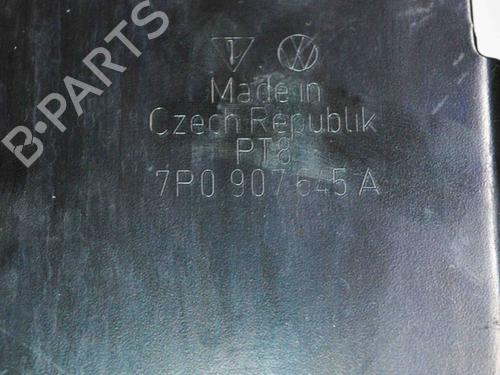 B-PARTS
Made in
Czech Republik
PT8
7P0 907 645 A